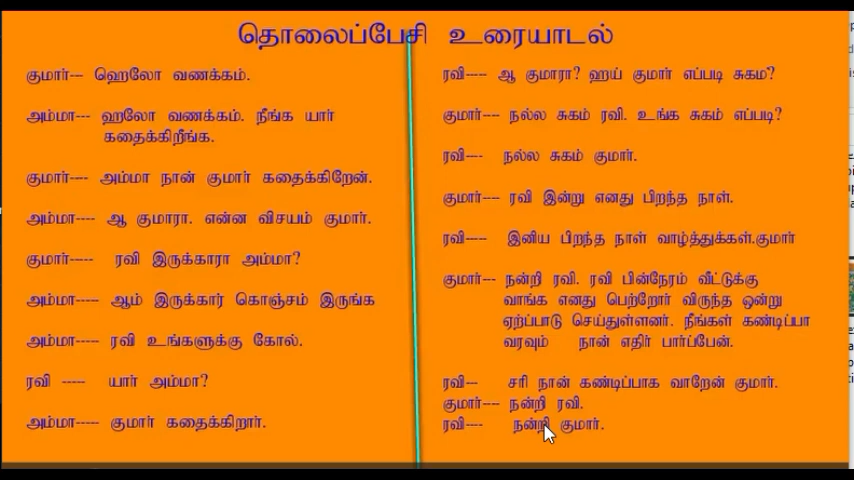 தொலைப்பேசி உரையாடல்
குமார்--- ஹெலோ வணக்கம்.
அம்மா--- ஹலோ வணக்கம். நீங்க யார்
கதைக்கிறீங்க.
குமார்---- அம்மா நான் குமார் கதைக்கிறேன்.
அம்மா---- ஆ குமாரா. என்ன விசயம் குமார்.
குமார்----- ரவி இருக்காரா அம்மா?
அம்மா----- ஆம் இருக்கார் கொஞ்சம் இருங்க
அம்மா----- ரவி உங்களுக்கு கோல்.
ரவி ----- யார் அம்மா?
அம்மா----- குமார் கதைக்கிறார்.
ரவி---- ஆ குமாரா? ஹய் குமார் எப்படி சுகம்?
குமார்---- நல்ல சுகம் ரவி. உங்க சுகம் எப்படி?
ரவி---- நல்ல சுகம் குமார்.
குமார்---- ரவி இன்று எனது பிறந்த நாள்.
ரவி---- இனிய பிறந்த நாள் வாழ்த்துக்கள்.குமார்
குமார்--- நன்றி ரவி. ரவி பின்நேரம் வீட்டுக்கு
வாங்க எனது பெற்றோர் விருந்த ஒன்று
ஏற்ப்பாடு செய்துள்ளனர். நீங்கள் கண்டிப்பா
வரவும் நான் எதிர் பார்ப்பேன்.
ரவி--- சரி நான் கண்டிப்பாக வாறேன் குமார்.
குமார்---- நன்றி ரவி.
ரவி---- நன்றி குமார்.